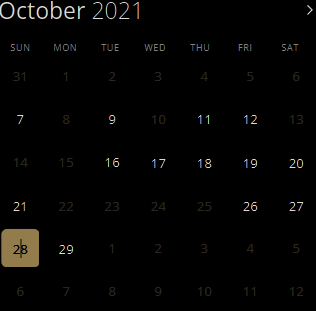 October 2021
SUN MON TUE WED THU FRI SAT
31 1 2 3 4 5 6
7 8 9 10 11 12 13
14 15 16 17 18 19 20
21 22 23 24 25 26 27
28 29 1 2 3 4 5
6 7 8 9 10 11 12